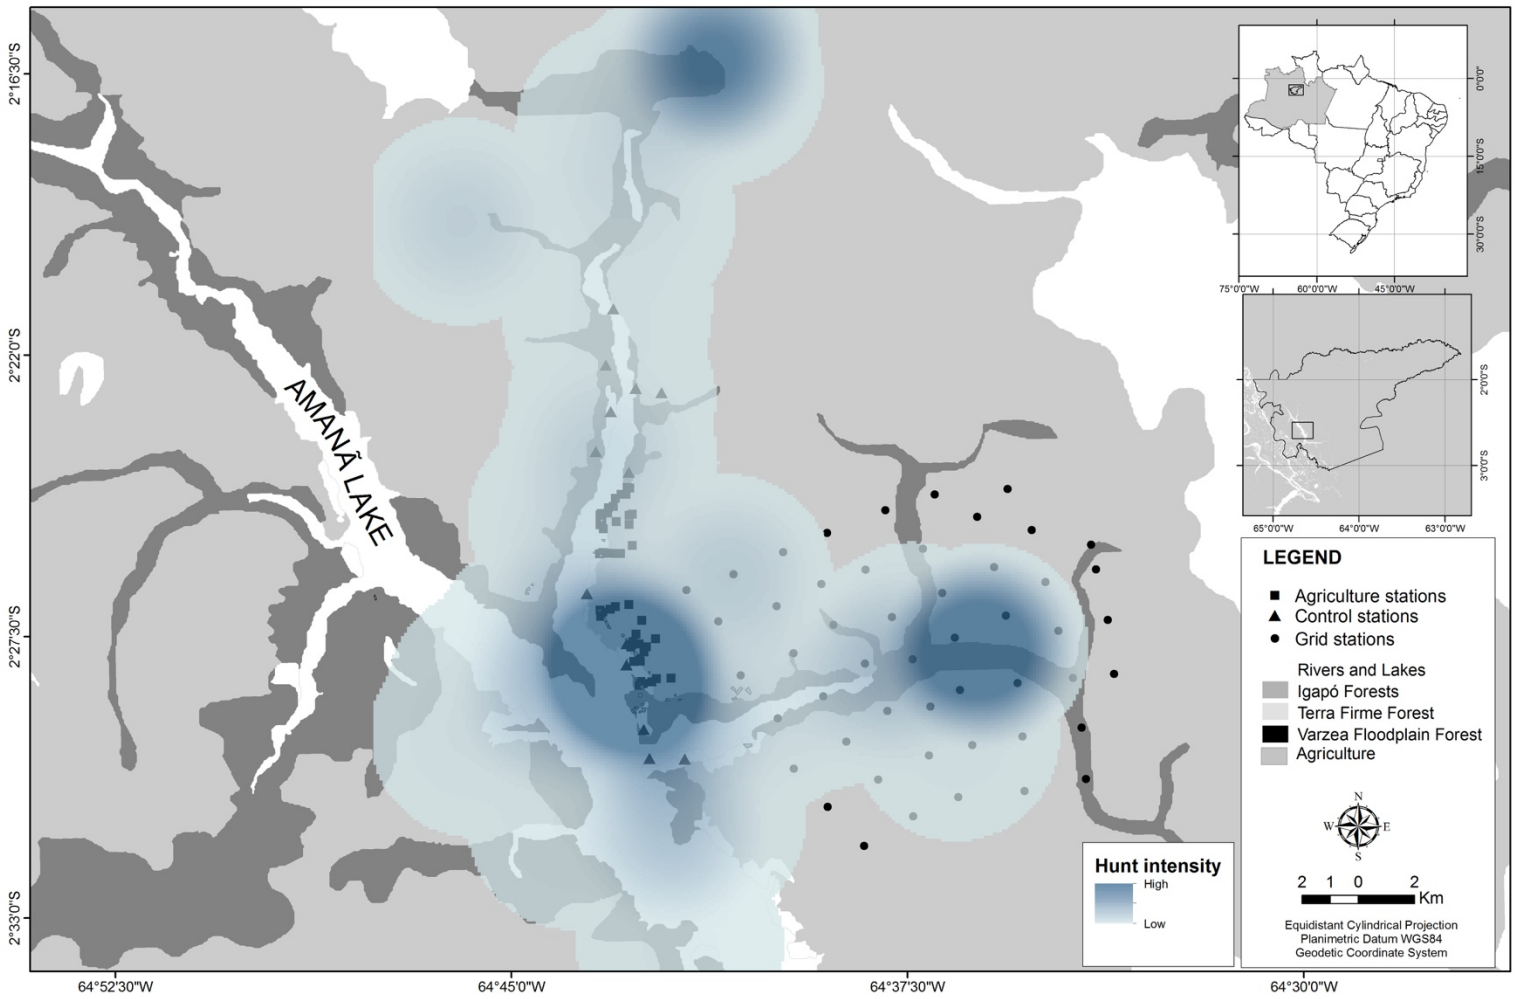 2°16'30"S
2°22'0"S
2°27'30"S
2°33'0"S
64°52'30"W
64°45'0"W
64°37'30"W
64°30'0"W
AMANÃ LAKE
0°0'0"
15°0'0"S
30°0'0"S
75°0'0"W
60°0'0"W
45°0'0"W
2°0'0"S
3°0'0"S
65°0'0"W
64°0'0"W
63°0'0"W
LEGEND
Agriculture stations
Control stations
Grid stations
Rivers and Lakes
Igapó Forests
Terra Firme Forest
Varzea Floodplain Forest
Agriculture
N
W
E
S
2 1 0 2
Km
Equidistant Cylindrical Projection
Planimetric Datum WGS84
Geodetic Coordinate System
Hunt intensity
High
Low